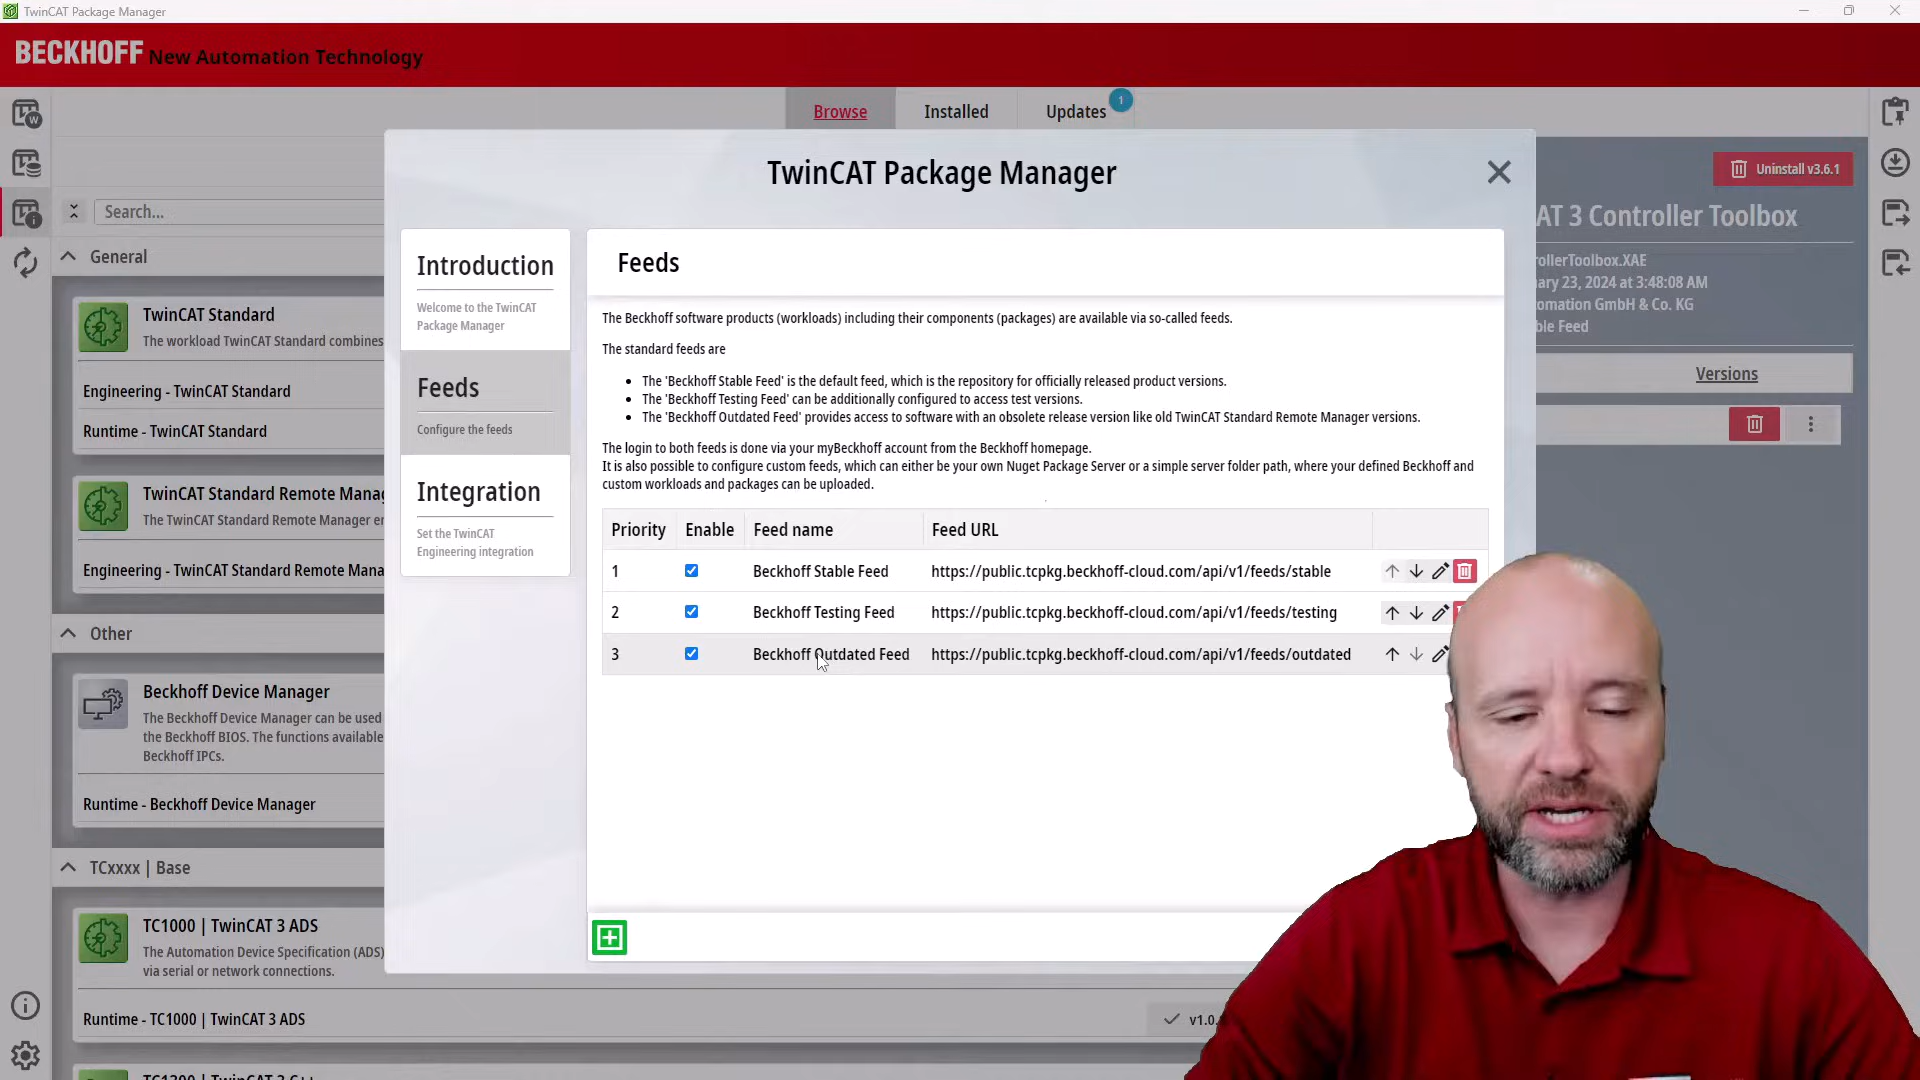 TwinCAT Package Manager
BECKHOFF New Automation Technology
Browse
Installed
Updates
1
Search...
General
TwinCAT Standard
The workload TwinCAT Standard combines
Engineering - TwinCAT Standard
Runtime - TwinCAT Standard
TwinCAT Standard Remote Manag
The TwinCAT Standard Remote Manager en
Engineering - TwinCAT Standard Remote Mana
Other
Beckhoff Device Manager
The Beckhoff Device Manager can be used
the Beckhoff BIOS. The functions available
Beckhoff IPCs.
Runtime - Beckhoff Device Manager
TCxxxx | Base
TC1000 | TwinCAT 3 ADS
The Automation Device Specification (ADS)
via serial or network connections.
Runtime - TC1000 | TwinCAT 3 ADS
v1.0.
TC1300 | TwinCAT 3 C++
TwinCAT Package Manager
Introduction
Welcome to the TwinCAT
Package Manager
Feeds
Configure the feeds
Integration
Set the TwinCAT
Engineering integration
Feeds
The Beckhoff software products (workloads) including their components (packages) are available via so-called feeds.
The standard feeds are
• The 'Beckhoff Stable Feed' is the default feed, which is the repository for officially released product versions.
• The 'Beckhoff Testing Feed' can be additionally configured to access test versions.
• The 'Beckhoff Outdated Feed' provides access to software with an obsolete release version like old TwinCAT Standard Remote Manager versions.
The login to both feeds is done via your myBeckhoff account from the Beckhoff homepage.
It is also possible to configure custom feeds, which can either be your own Nuget Package Server or a simple server folder path, where your defined Beckhoff and
custom workloads and packages can be uploaded.
Priority Enable Feed name Feed URL
1 Beckhoff Stable Feed https://public.tcpkg.beckhoff-cloud.com/api/v1/feeds/stable
2 Beckhoff Testing Feed https://public.tcpkg.beckhoff-cloud.com/api/v1/feeds/testing
3 Beckhoff Outdated Feed https://public.tcpkg.beckhoff-cloud.com/api/v1/feeds/outdated
Uninstall v3.6.1
AT 3 Controller Toolbox
rollerToolbox.XAE
ary 23, 2024 at 3:48:08 AM
omation GmbH & Co. KG
ble Feed
Versions